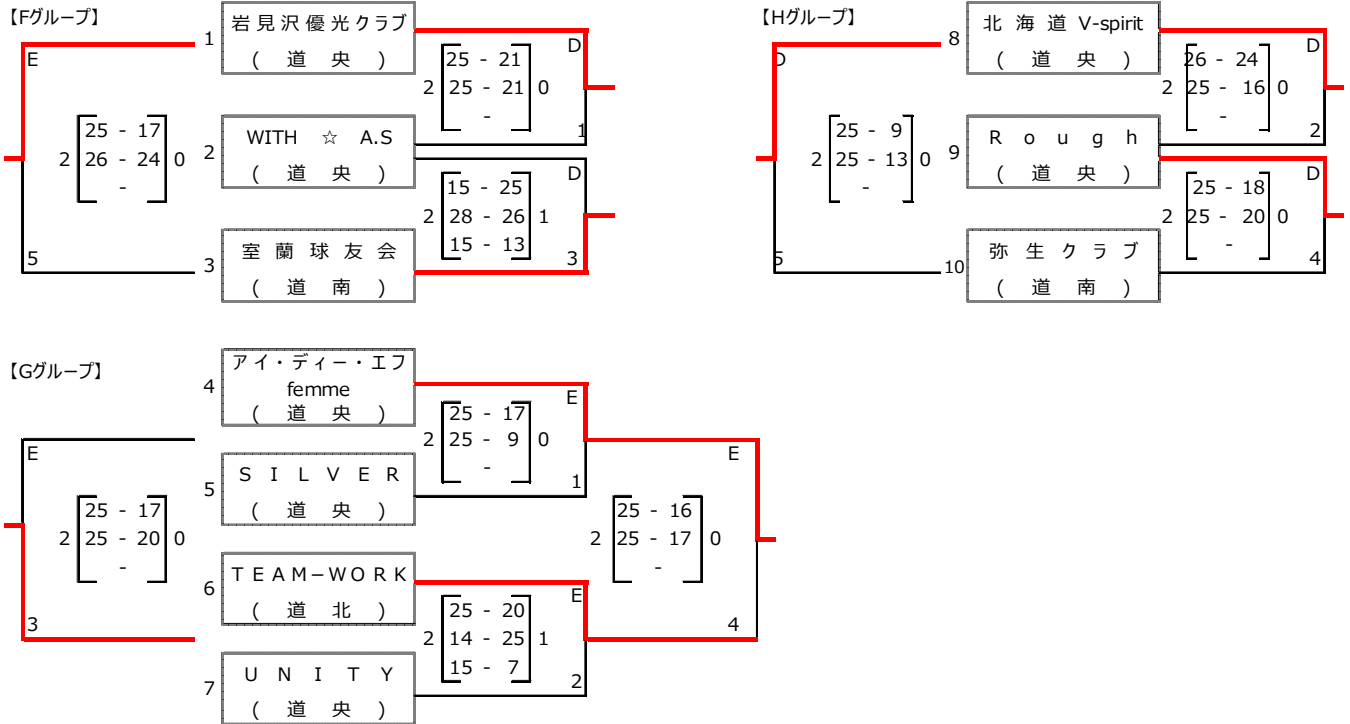 【Fグループ】
1 岩見沢優光クラブ
( 道 央 )
E
D
25 - 21
2 25 - 21 0
-
1
25 - 17
2 26 - 24 0
-
2 WITH ☆ A.S
( 道 央 )
D
15 - 25
2 28 - 26 1
15 - 13
3
5
3 室蘭球友会
( 道 南 )
【Hグループ】
8 北海道 V-spirit
( 道 央 )
D
D
26 - 24
2 25 - 16 0
-
2
25 - 9
2 25 - 13 0
-
9 Rough
( 道 央 )
D
25 - 18
2 25 - 20 0
-
4
5
10 弥生クラブ
( 道 南 )
【Gグループ】
4 アイ・ディー・エフ
femme
( 道 央 )
E
E
25 - 17
2 25 - 9 0
-
1
E
25 - 17
2 25 - 20 0
-
5 SILVER
( 道 央 )
25 - 16
2 25 - 17 0
-
4
6 TEAM−WORK
( 道 北 )
E
25 - 20
2 14 - 25 1
15 - 7
2
3
7 UNITY
( 道 央 )